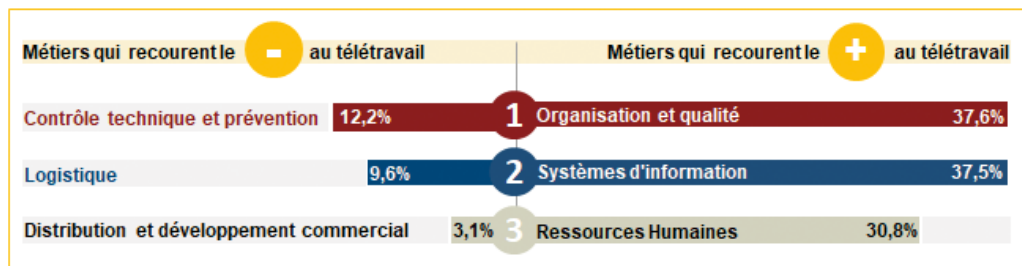 Métiers qui recourent le - au télétravail
Métiers qui recourent le + au télétravail
Contrôle technique et prévention 12,2% 1 Organisation et qualité 37,6%
Logistique 9,6% 2 Systèmes d'information 37,5%
Distribution et développement commercial 3,1% 3 Ressources Humaines 30,8%